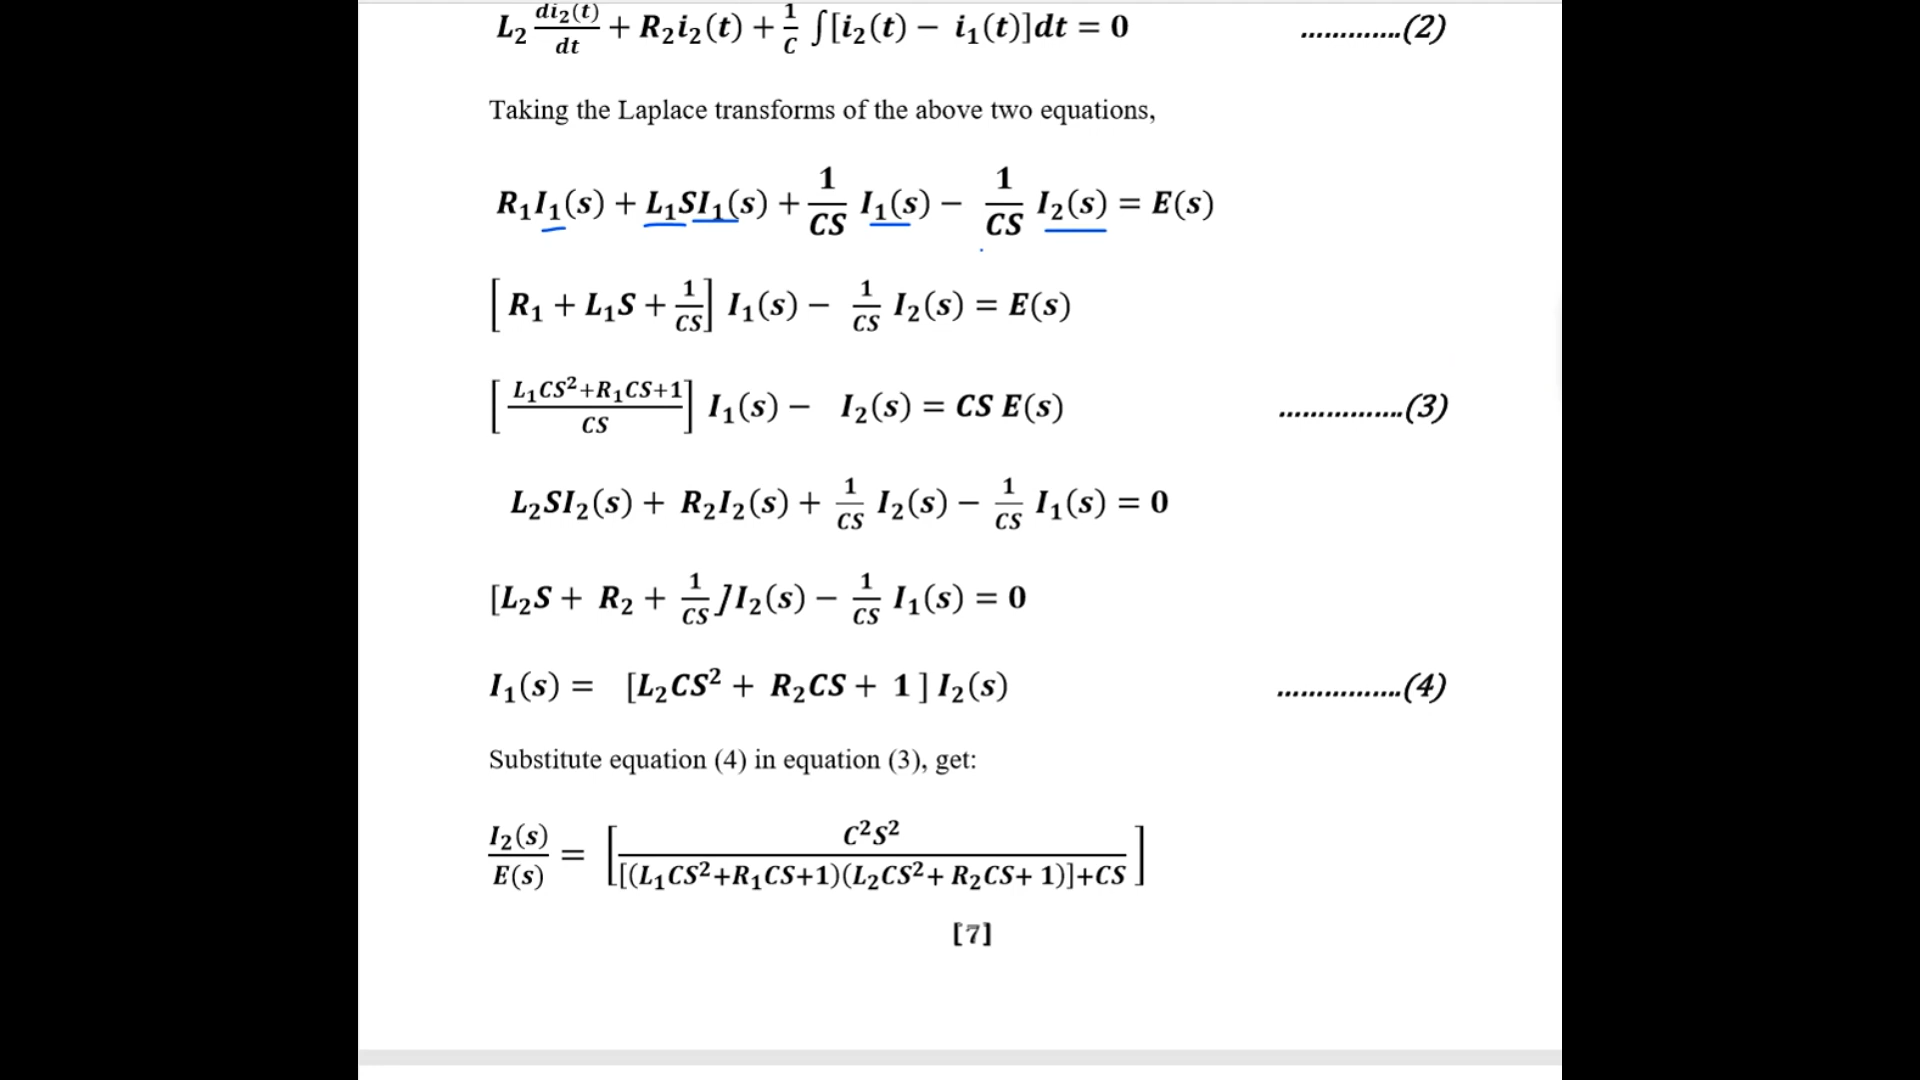 L₂ di₂(t)/dt + R₂i₂(t) + 1/C ∫[i₂(t) − i₁(t)]dt = 0 .............(2)
Taking the Laplace transforms of the above two equations,
R₁I₁(s) + L₁SI₁(s) + 1/CS I₁(s) − 1/CS I₂(s) = E(s)
[R₁ + L₁S + 1/CS] I₁(s) − 1/CS I₂(s) = E(s)
[(L₁CS²+R₁CS+1)/CS] I₁(s) − I₂(s) = CS E(s) ................(3)
L₂SI₂(s) + R₂I₂(s) + 1/CS I₂(s) − 1/CS I₁(s) = 0
[L₂S + R₂ + 1/CS]I₂(s) − 1/CS I₁(s) = 0
I₁(s) = [L₂CS² + R₂CS + 1] I₂(s) ................(4)
Substitute equation (4) in equation (3), get:
I₂(s)/E(s) = [C²S²/[(L₁CS²+R₁CS+1)(L₂CS²+ R₂CS+ 1)]+CS]
[7]